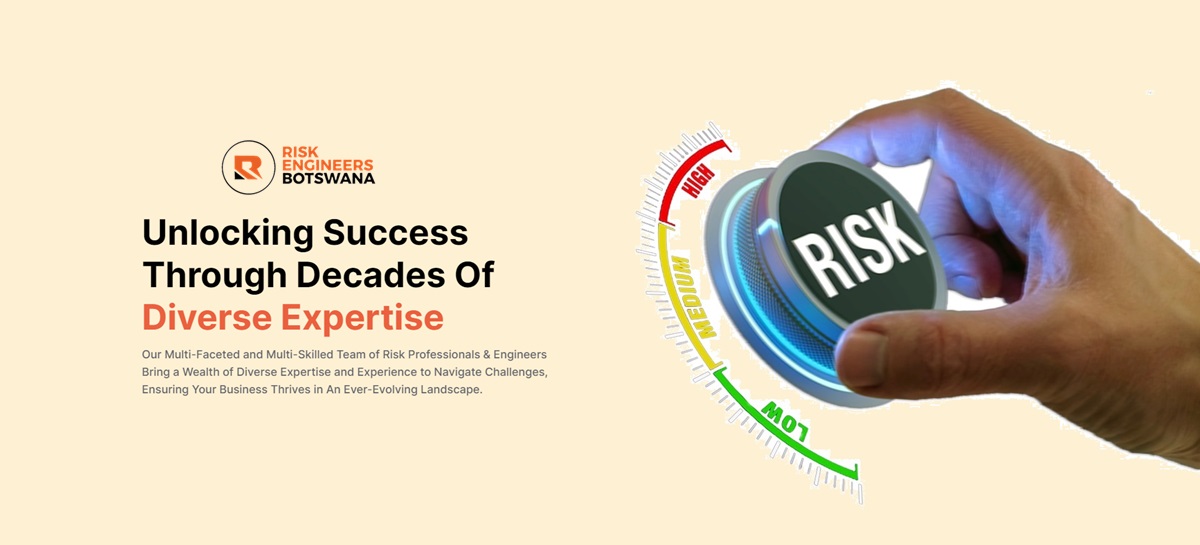 RISK
ENGINEERS
BOTSWANA
Unlocking Success
Through Decades Of
Diverse Expertise
Our Multi-Faceted and Multi-Skilled Team of Risk Professionals & Engineers
Bring a Wealth of Diverse Expertise and Experience to Navigate Challenges,
Ensuring Your Business Thrives in An Ever-Evolving Landscape.
HIGH
MEDIUM
LOW
RISK